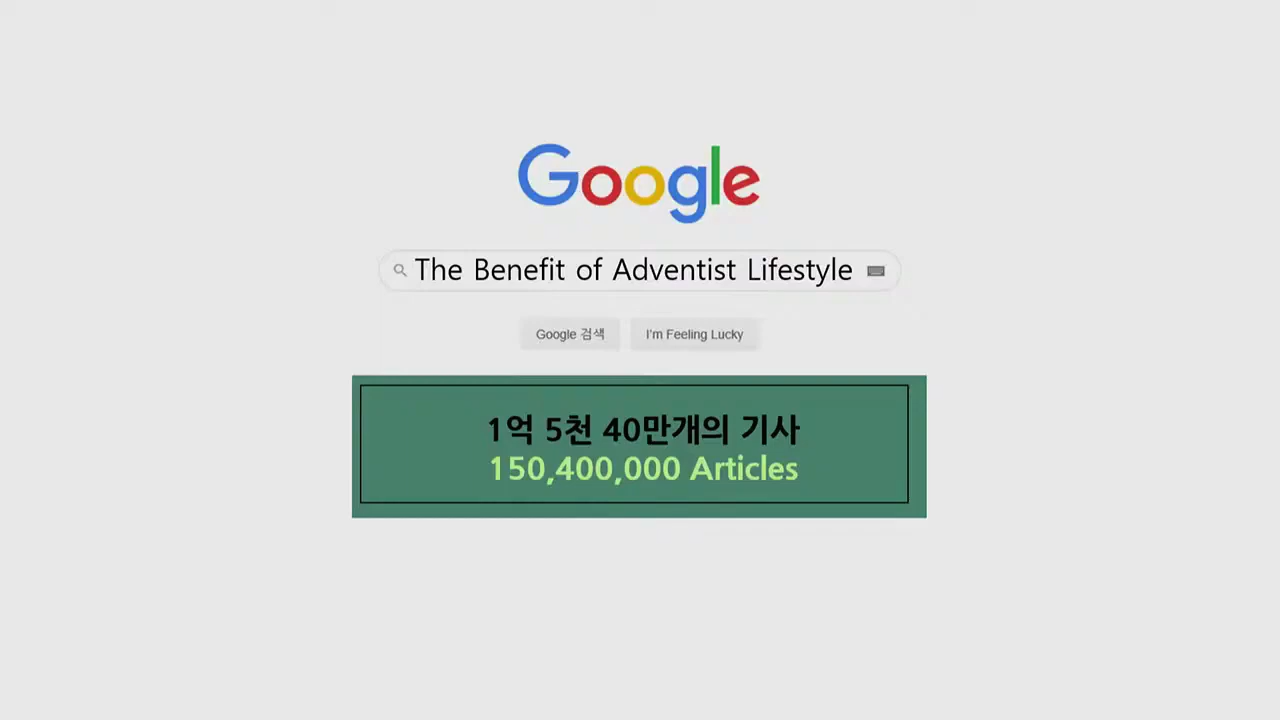 Google
The Benefit of Adventist Lifestyle
Google 검색
I'm Feeling Lucky
1억 5천 40만개의 기사
150,400,000 Articles